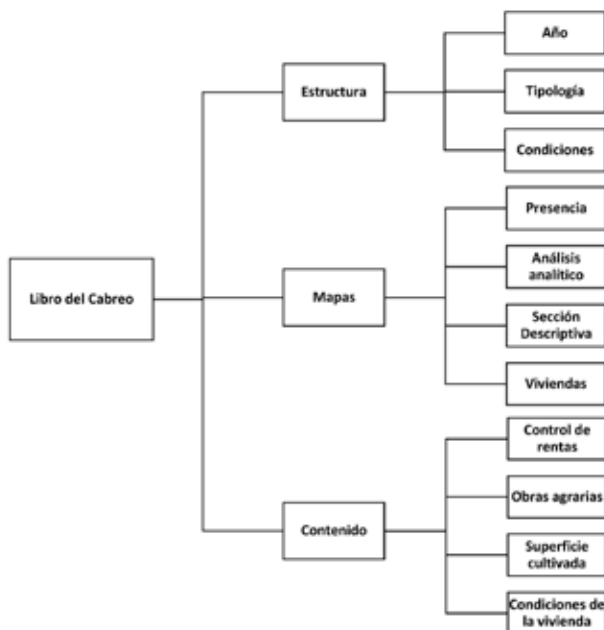 Libro del Cabreo
Estructura
Año
Tipología
Condiciones
Mapas
Presencia
Análisis
analítico
Sección
Descriptiva
Viviendas
Contenido
Control de
rentas
Obras agrarias
Superficie
cultivada
Condiciones de
la vivienda